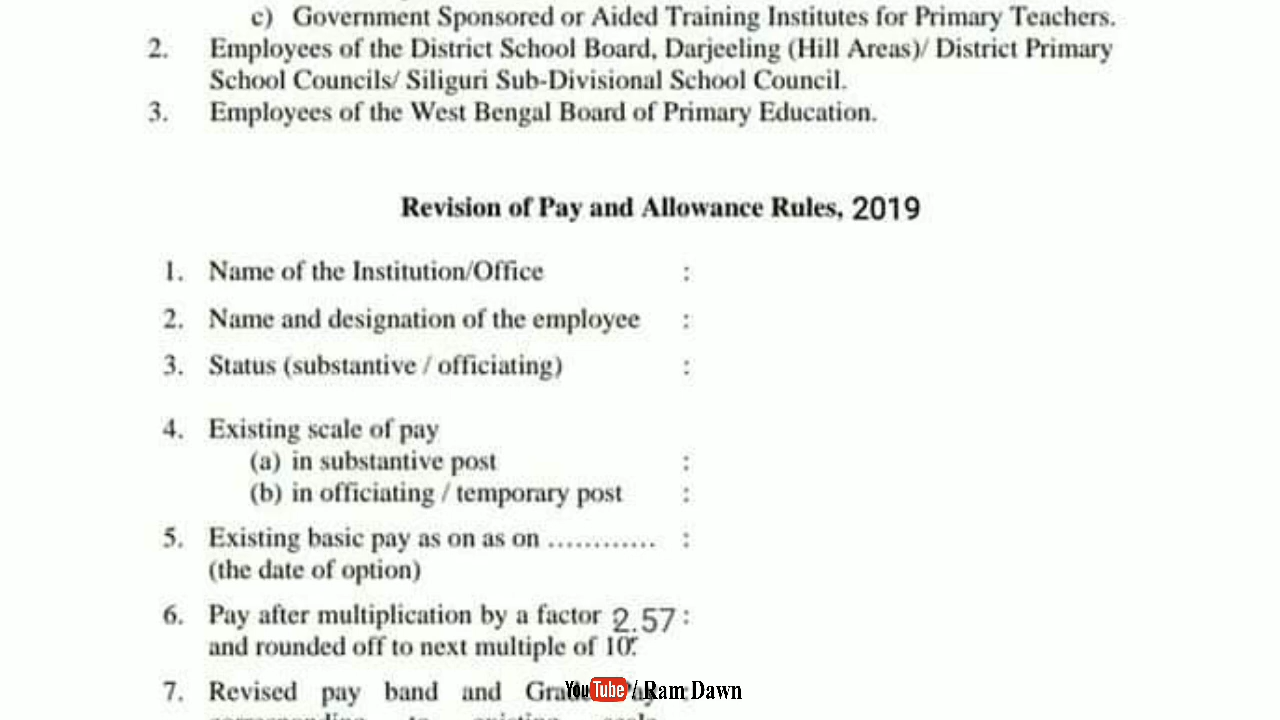 c) Government Sponsored or Aided Training Institutes for Primary Teachers.
2. Employees of the District School Board, Darjeeling (Hill Areas)/ District Primary
School Councils/ Siliguri Sub-Divisional School Council.
3. Employees of the West Bengal Board of Primary Education.
Revision of Pay and Allowance Rules, 2019
1. Name of the Institution/Office :
2. Name and designation of the employee :
3. Status (substantive / officiating) :
4. Existing scale of pay
(a) in substantive post :
(b) in officiating / temporary post :
5. Existing basic pay as on as on ............ :
(the date of option)
6. Pay after multiplication by a factor 2.57 :
and rounded off to next multiple of 10.
7. Revised pay band and :
YouTube / Ram Dawn